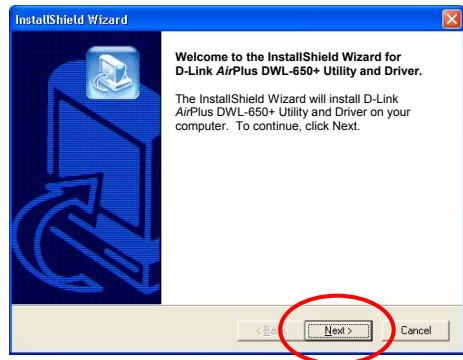 InstallShield Wizard
Welcome to the InstallShield Wizard for
D-Link AirPlus DWL-650+ Utility and Driver.
The InstallShield Wizard will install D-Link
AirPlus DWL-650+ Utility and Driver on your
computer. To continue, click Next.
Next > Cancel